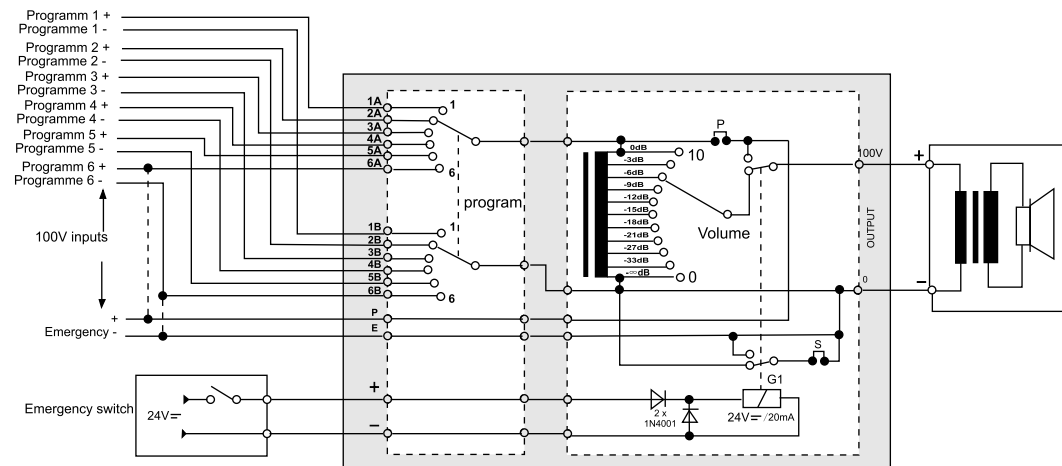 Programm 1 +
Programme 1 -
Programm 2 +
Programme 2 -
Programm 3 +
Programme 3 -
Programm 4 +
Programme 4 -
Programm 5 +
Programme 5 -
Programm 6 +
Programme 6 -
100V inputs
+
Emergency -
Emergency switch
24V=
1A
2A
3A
4A
5A
6A
1
6
program
1B
2B
3B
4B
5B
6B
1
6
P
E
+
−
0dB
-3dB
-6dB
-9dB
-12dB
-15dB
-18dB
-21dB
-27dB
-33dB
-∞dB
10
0
Volume
P
S
G1
24V=/20mA
2 x
1N4001
100V
OUTPUT
0
+
−